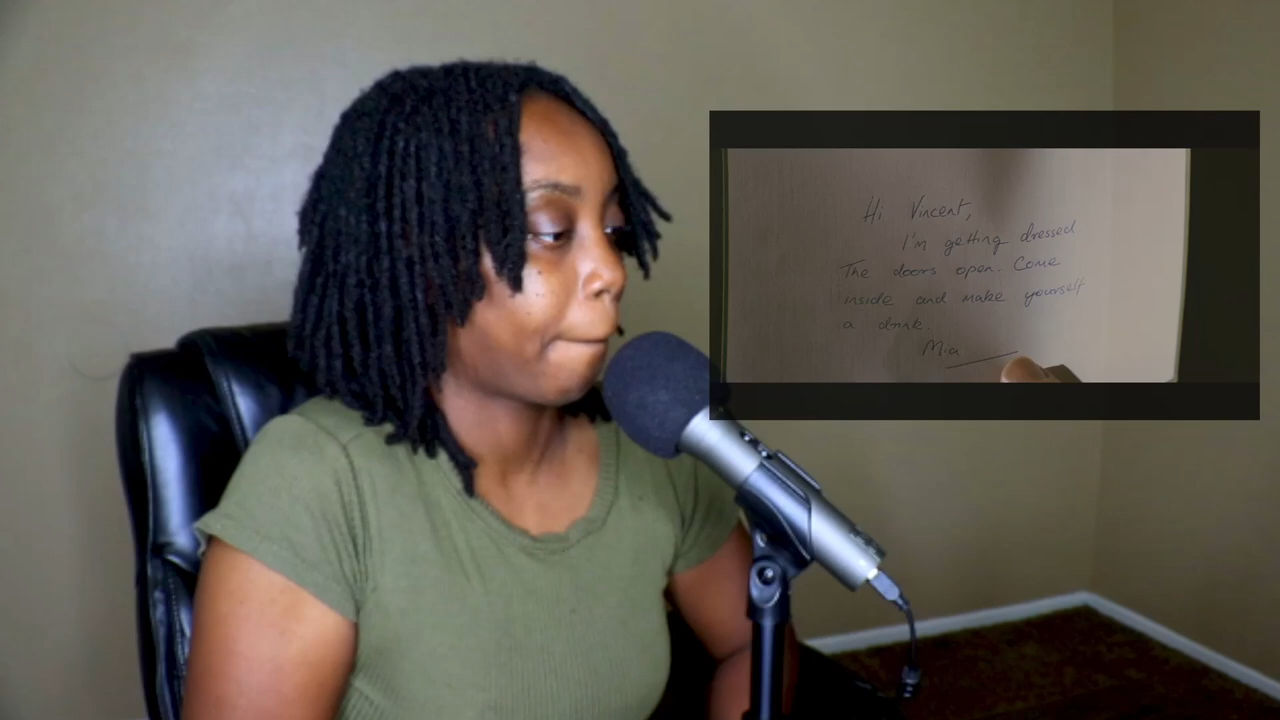 Hi Vincent,
I'm getting dressed
The doors open. Come
inside and make yourself
a drink.
Mia